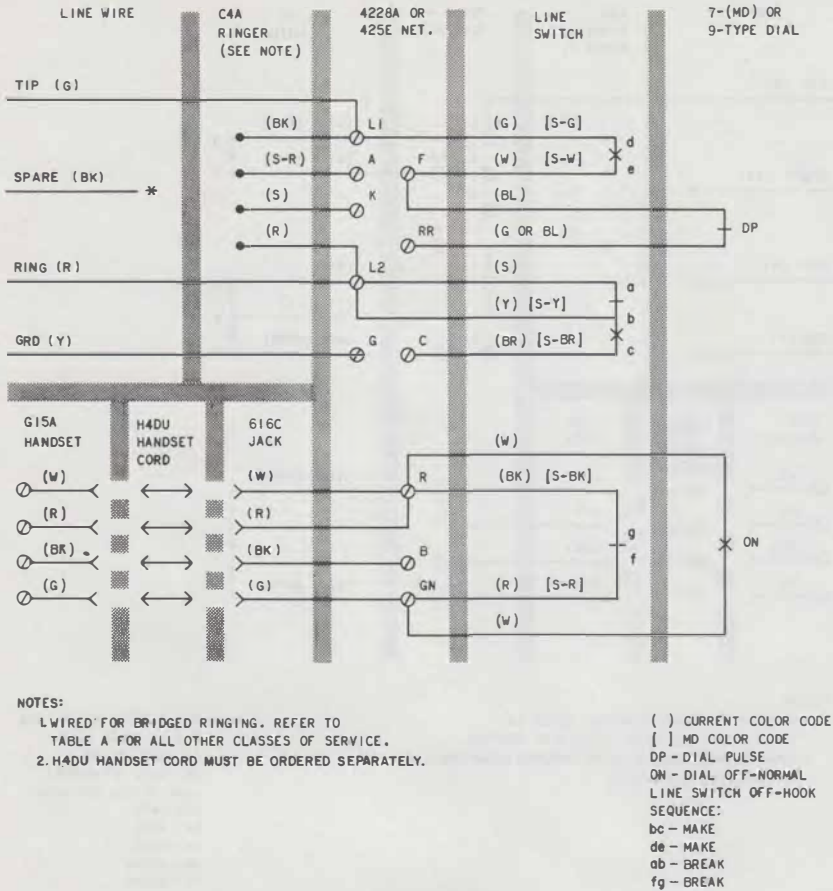 LINE WIRE
C4A
RINGER
(SEE NOTE)
4228A OR
425E NET.
LINE
SWITCH
7-(MD) OR
9-TYPE DIAL
TIP (G)
(BK) L1 (G) [S-G] d
(S-R) A F (W) [S-W] e
SPARE (BK) *
(S) K (BL)
(R) RR (G OR BL) DP
RING (R) L2 (S)
a
(Y) [S-Y]
b
GRD (Y) G C (BR) [S-BR] c
G15A
HANDSET
H4DU
HANDSET
CORD
616C
JACK
(W)
(W) (W) R (BK) [S-BK]
(R) (R)
g
(BK) (BK) B f ON
(G) (G) GN (R) [S-R]
(W)
NOTES:
1. WIRED FOR BRIDGED RINGING. REFER TO
TABLE A FOR ALL OTHER CLASSES OF SERVICE.
2. H4DU HANDSET CORD MUST BE ORDERED SEPARATELY.
( ) CURRENT COLOR CODE
[ ] MD COLOR CODE
DP - DIAL PULSE
ON - DIAL OFF-NORMAL
LINE SWITCH OFF-HOOK
SEQUENCE:
bc - MAKE
de - MAKE
ab - BREAK
fg - BREAK